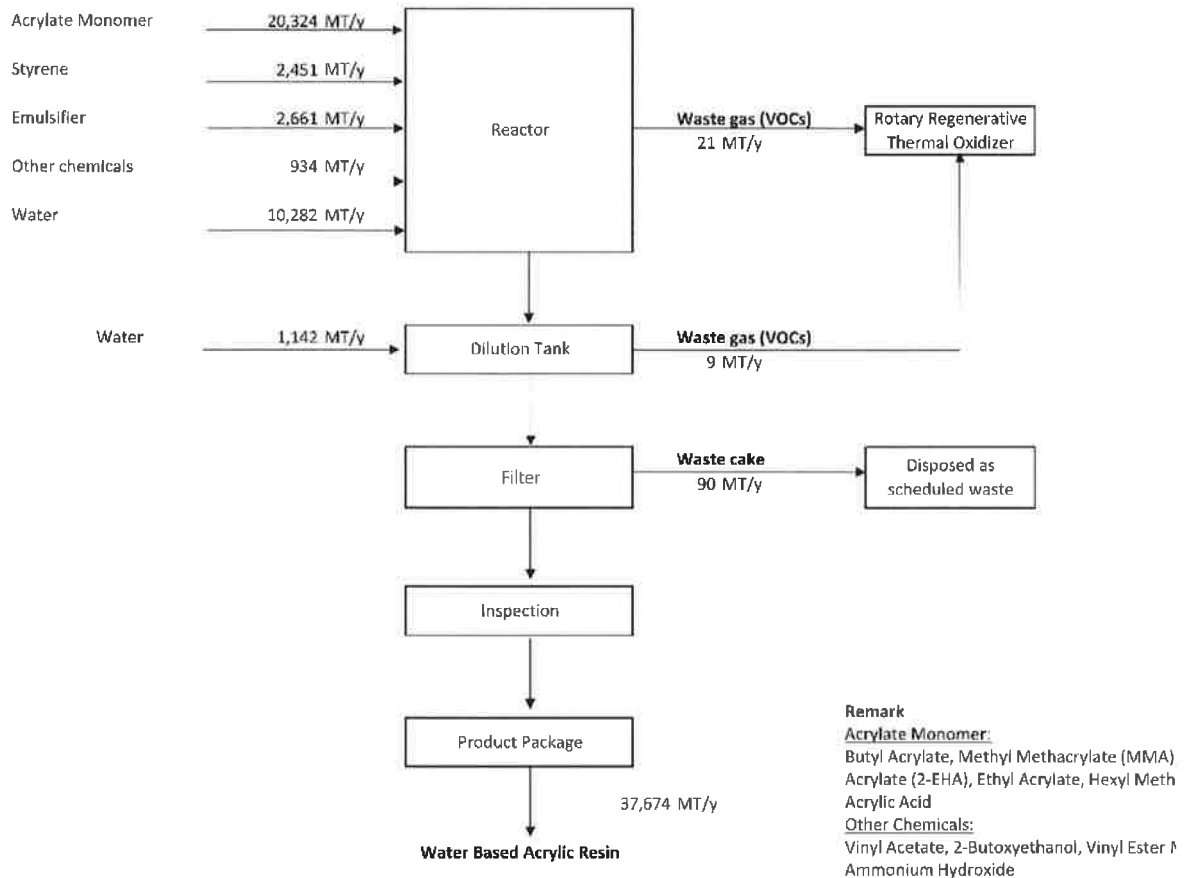 Acrylate Monomer 20,324 MT/y
Styrene 2,451 MT/y
Emulsifier 2,661 MT/y
Other chemicals 934 MT/y
Water 10,282 MT/y
Reactor
Waste gas (VOCs)
21 MT/y
Rotary Regenerative
Thermal Oxidizer
Water 1,142 MT/y
Dilution Tank
Waste gas (VOCs)
9 MT/y
Filter
Waste cake
90 MT/y
Disposed as
scheduled waste
Inspection
Product Package
37,674 MT/y
Water Based Acrylic Resin
Remark
Acrylate Monomer:
Butyl Acrylate, Methyl Methacrylate (MMA)
Acrylate (2-EHA), Ethyl Acrylate, Hexyl Meth
Acrylic Acid
Other Chemicals:
Vinyl Acetate, 2-Butoxyethanol, Vinyl Ester
Ammonium Hydroxide